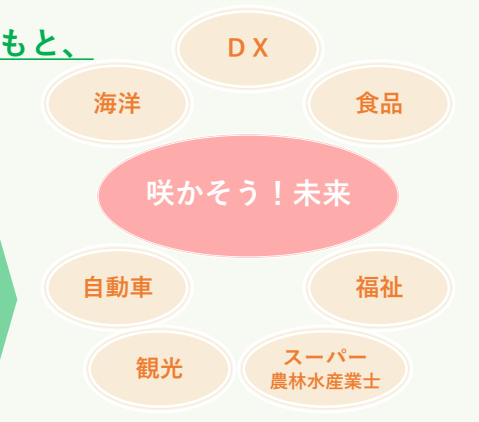 もと、
ＤＸ
海洋
食品
咲かそう！未来
自動車
福祉
観光
スーパー
農林水産業士